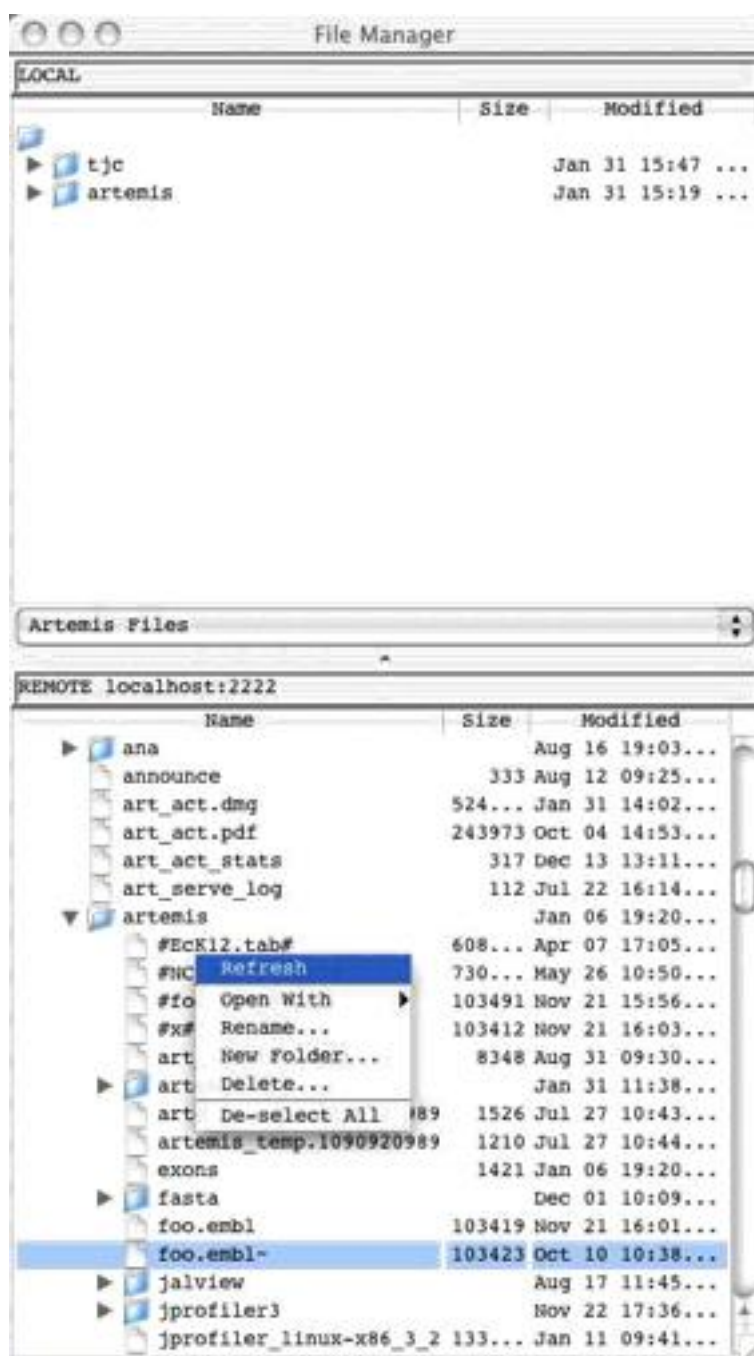 File Manager
LOCAL
Name Size Modified
tjc Jan 31 15:47 ...
artemis Jan 31 15:19 ...
Artemis Files
REMOTE localhost:2222
Name Size Modified
ana Aug 16 19:03...
announce 333 Aug 12 09:25...
art_act.dmg 524... Jan 31 14:02...
art_act.pdf 243973 Oct 04 14:53...
art_act_stats 317 Dec 13 13:11...
art_serve_log 112 Jul 22 16:14...
artemis Jan 06 19:20...
#EcK12.tab# 608... Apr 07 17:05...
#NC Refresh 730... May 26 10:50...
#fo Open With 103491 Nov 21 15:56...
#x# Rename... 103412 Nov 21 16:03...
art New Folder... 8348 Aug 31 09:30...
art Delete... Jan 31 11:38...
art De-select All 989 1526 Jul 27 10:43...
artemis_temp.1090920989 1210 Jul 27 10:44...
exons 1421 Jan 06 19:20...
fasta Dec 01 10:09...
foo.embl 103419 Nov 21 16:01...
foo.embl~ 103423 Oct 10 10:38...
jalview Aug 17 11:45...
jprofiler3 Nov 22 17:36...
jprofiler_linux-x86_3_2 133... Jan 11 09:41...